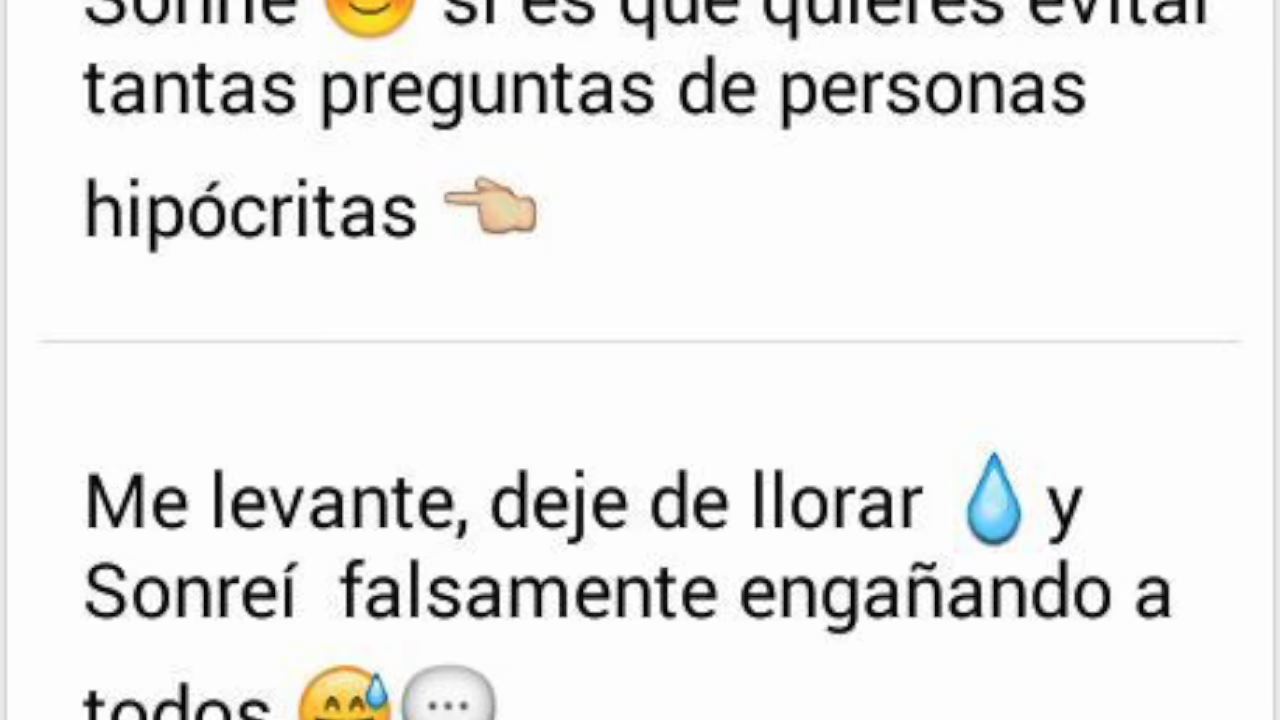 Sonríe 😊 si es que quieres evitar
tantas preguntas de personas
hipócritas 👈🏼
Me levante, deje de llorar 💧 y
Sonreí falsamente engañando a
todos 😅💬